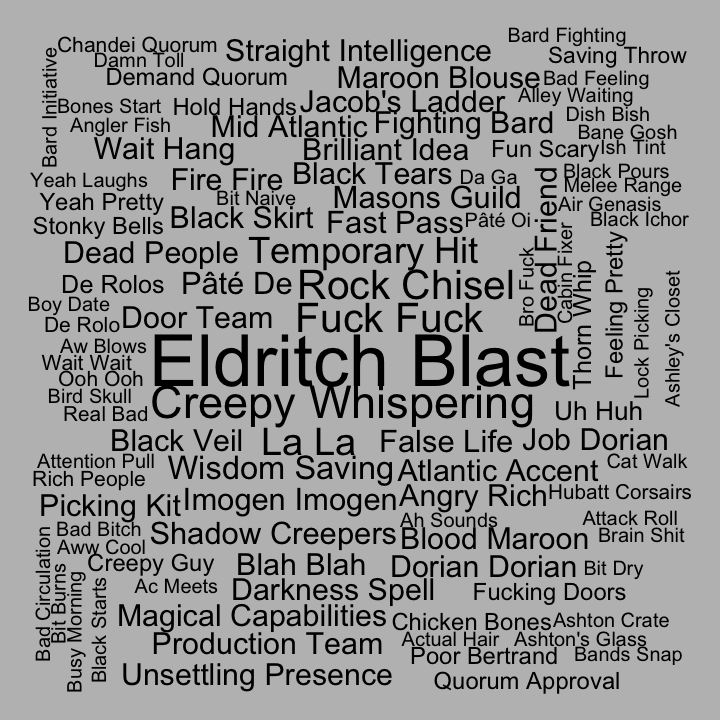 Bard Fighting
Chandei Quorum
Straight Intelligence
Saving Throw
Damn Toll
Demand Quorum
Maroon Blouse
Bad Feeling
Bard Initiative
Bones Start
Hold Hands
Jacob's Ladder
Alley Waiting
Angler Fish
Mid Atlantic
Fighting Bard
Dish Bish
Bane Gosh
Wait Hang
Brilliant Idea
Fun Scary
Ish Tint
Yeah Laughs
Fire Fire
Black Tears
Da Ga
Black Pours
Melee Range
Yeah Pretty
Bit Naive
Masons Guild
Air Genasis
Stonky Bells
Black Skirt
Fast Pass
Pâté Oi
Black Ichor
Dead Friend
Dead People
Temporary Hit
Bro Fuck
Cabin Fixer
Thorn Whip
Feeling Pretty
Lock Picking
Ashley's Closet
De Rolos
Pâté De
Rock Chisel
Boy Date
De Rolo
Door Team
Fuck Fuck
Aw Blows
Eldritch Blast
Wait Wait
Ooh Ooh
Bird Skull
Creepy Whispering
Real Bad
Uh Huh
Black Veil
La La
False Life
Job Dorian
Attention Pull
Wisdom Saving
Atlantic Accent
Cat Walk
Rich People
Picking Kit
Imogen Imogen
Angry Rich
Hubatt Corsairs
Bad Bitch
Shadow Creepers
Ah Sounds
Attack Roll
Blood Maroon
Brain Shit
Aww Cool
Creepy Guy
Blah Blah
Dorian Dorian
Bit Dry
Bad Circulation
Bit Burns
Busy Morning
Black Starts
Ac Meets
Darkness Spell
Fucking Doors
Magical Capabilities
Chicken Bones
Ashton Crate
Production Team
Actual Hair
Ashton's Glass
Poor Bertrand
Bands Snap
Unsettling Presence
Quorum Approval